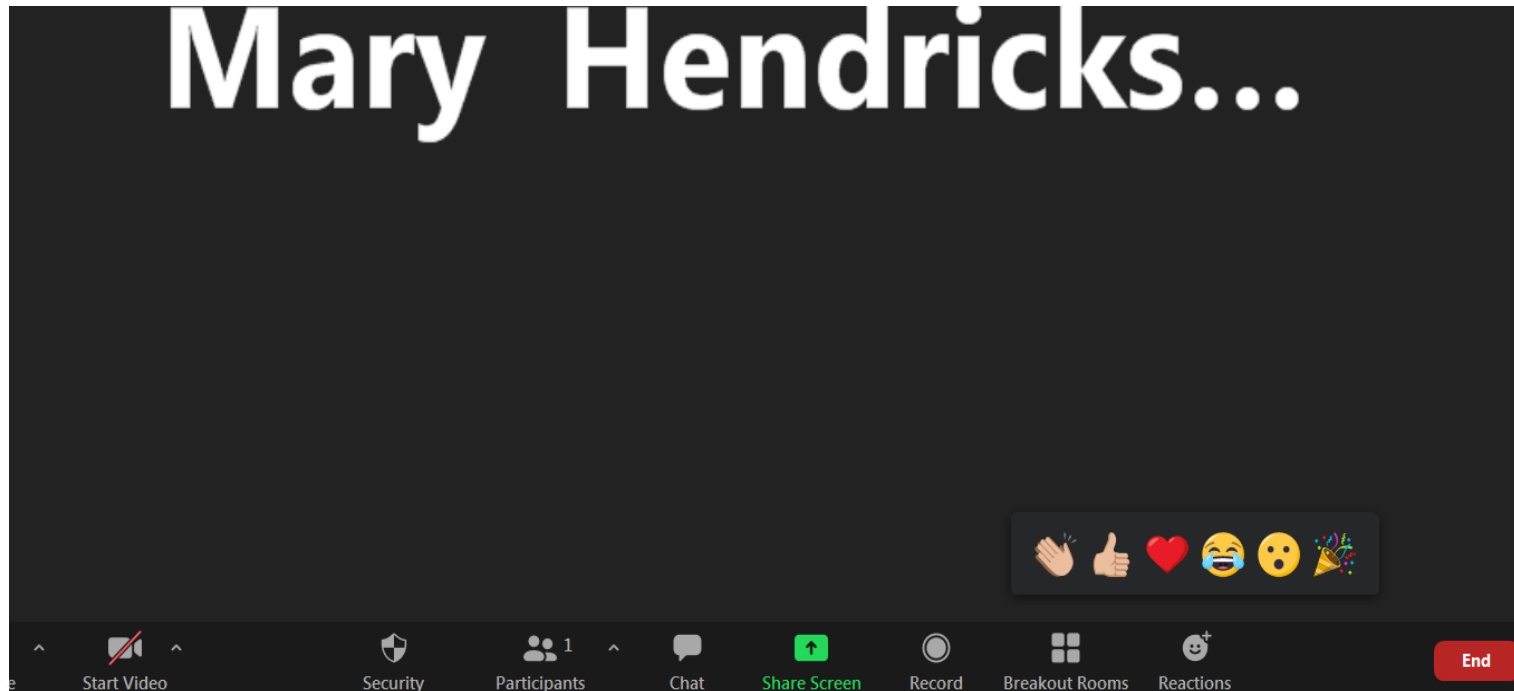 Mary Hendricks...
1
e Start Video Security Participants Chat Share Screen Record Breakout Rooms Reactions End